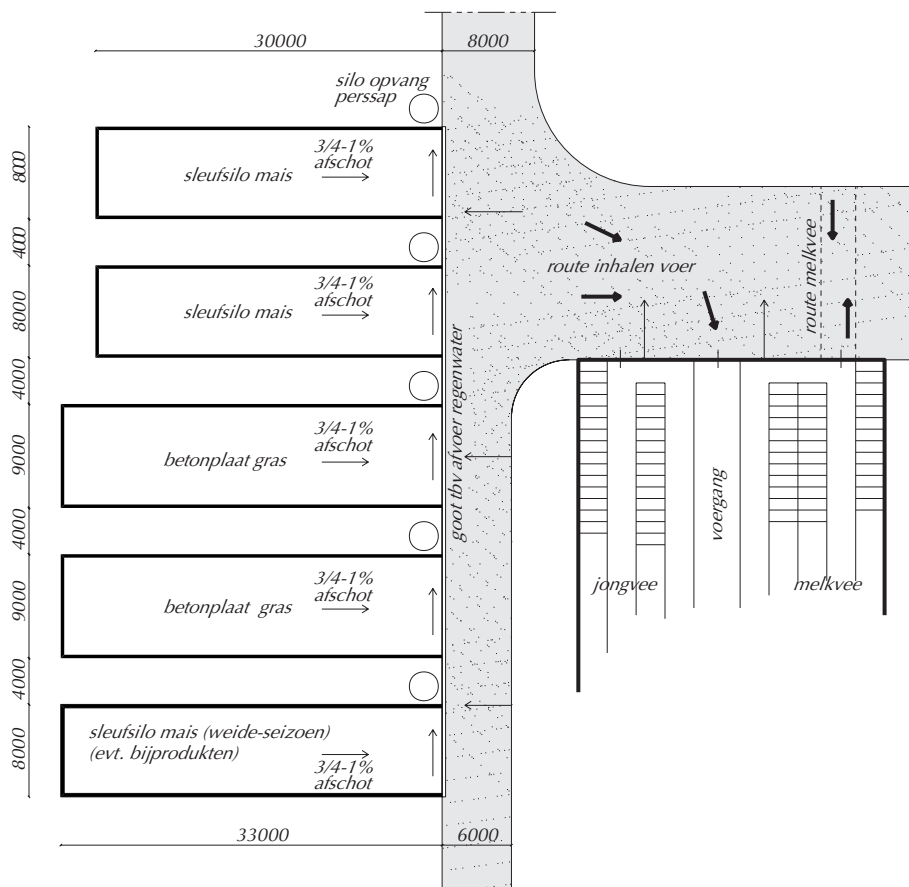 30000
8000
silo opvang
perssap
8000
3/4-1%
afschot
sleufsilo mais
4000
8000
3/4-1%
afschot
sleufsilo mais
4000
9000
3/4-1%
afschot
betonplaat gras
4000
9000
3/4-1%
afschot
betonplaat gras
4000
8000
sleufsilo mais (weide-seizoen)
(evt. bijprodukten)
3/4-1%
afschot
33000
6000
goot tbv afvoer regenwater
route inhalen voer
route melkvee
voergang
jongvee
melkvee